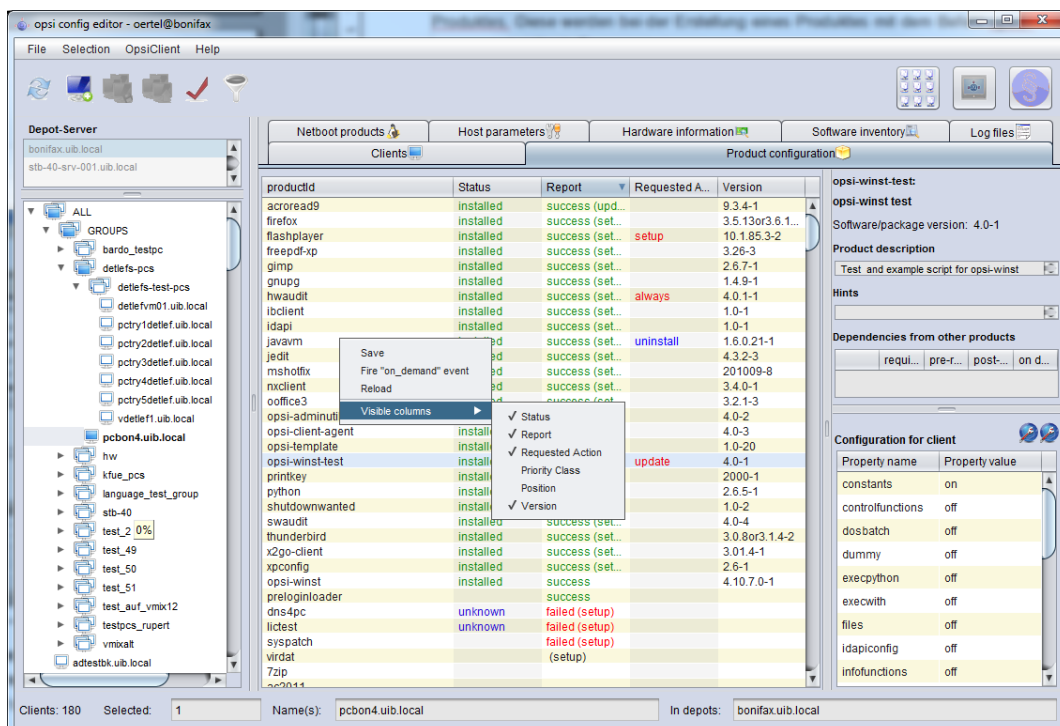 Produktes. Diese werden bei der Erstellung eines Produktes mit dem
opsi config editor - oertel@bonifax
File Selection OpsiClient Help
Depot-Server
bonifax.uib.local
stb-40-srv-001.uib.local
ALL
GROUPS
bardo_testpc
detlefs-pcs
detlefs-test-pcs
detlefvm01.uib.local
pctry1detlef.uib.local
pctry2detlef.uib.local
pctry3detlef.uib.local
pctry4detlef.uib.local
pctry5detlef.uib.local
vdetlef1.uib.local
pcbon4.uib.local
hw
kfue_pcs
language_test_group
stb-40
test_2 0%
test_49
test_50
test_51
test_auf_vmix12
testpcs_rupert
vmixalt
adtestbk.uib.local
Netboot products Host parameters Hardware information Software inventory Log files
Clients Product configuration
productId Status Report Requested A... Version
acroread9 installed success (upd... 9.3.4-1
firefox installed success (set... 3.5.13or3.6.1...
flashplayer installed success (set... setup 10.1.85.3-2
freepdf-xp installed success (set... 3.26-3
gimp installed success (set... 2.6.7-1
gnupg installed success (set... 1.4.9-1
hwaudit installed success (set... always 4.0.1-1
ibclient installed success (set... 1.0-1
idapi installed success (set... 1.0-1
javavm success (set... uninstall 1.6.0.21-1
jedit success (set... 4.3.2-3
mshotfix success (set... 201009-8
nxclient success (set... 3.4.0-1
ooffice3 3.2.1-3
opsi-adminuti 4.0-2
opsi-client-agent install 4.0-3
opsi-template install 1.0-20
opsi-winst-test install update 4.0-1
printkey install 2000-1
python install 2.6.5-1
shutdownwanted install 1.0-2
swaudit installed success (set... 4.0-4
thunderbird installed success (set... 3.0.8or3.1.4-2
x2go-client installed success (set... 3.01.4-1
xpconfig installed success (set... 2.6-1
opsi-winst installed success 4.10.7.0-1
preloginloader success
dns4pc unknown failed (setup)
lictest unknown failed (setup)
syspatch failed (setup)
virdat (setup)
7zip
Save
Fire "on_demand" event
Reload
Visible columns
✓ Status
✓ Report
✓ Requested Action
Priority Class
Position
✓ Version
opsi-winst-test:
opsi-winst test
Software/package version: 4.0-1
Product description
Test and example script for opsi-winst
Hints
Dependencies from other products
requi... pre-r... post-... on d...
Configuration for client
Property name Property value
constants on
controlfunctions off
dosbatch off
dummy off
execpython off
execwith off
files off
idapiconfig off
infofunctions off
Clients: 180 Selected: 1 Name(s): pcbon4.uib.local In depots: bonifax.uib.local